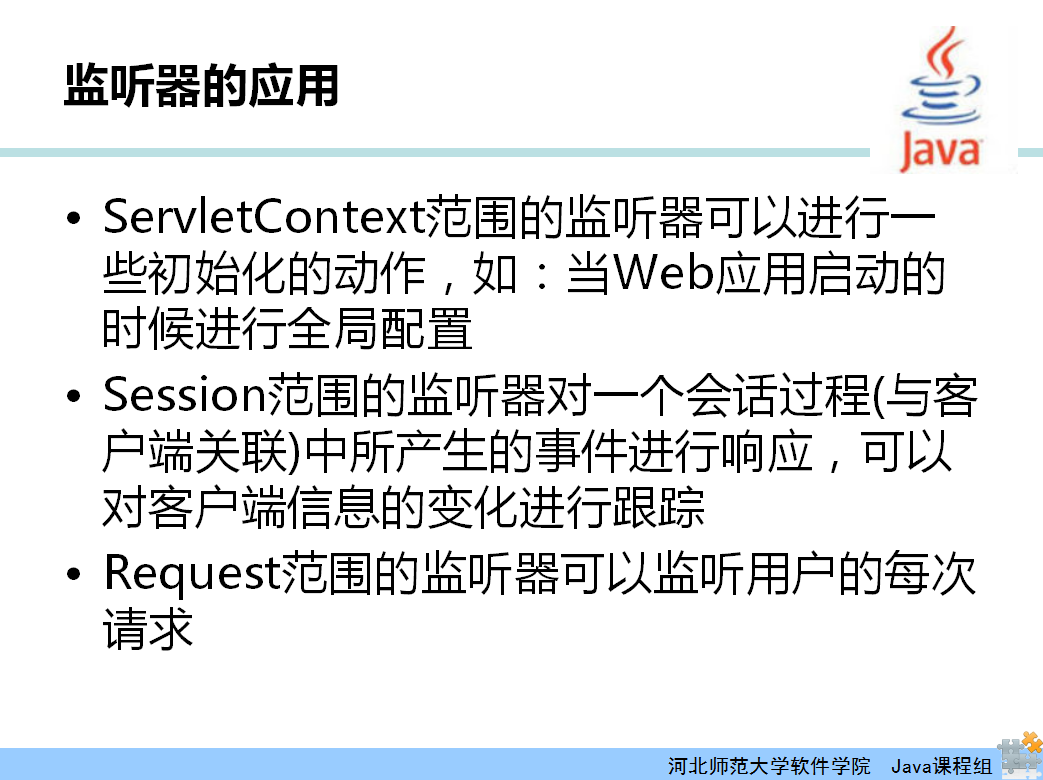 监听器的应用
Java
• ServletContext范围的监听器可以进行一
些初始化的动作，如：当Web应用启动的
时候进行全局配置
• Session范围的监听器对一个会话过程(与客
户端关联)中所产生的事件进行响应，可以
对客户端信息的变化进行跟踪
• Request范围的监听器可以监听用户的每次
请求
河北师范大学软件学院 Java课程组